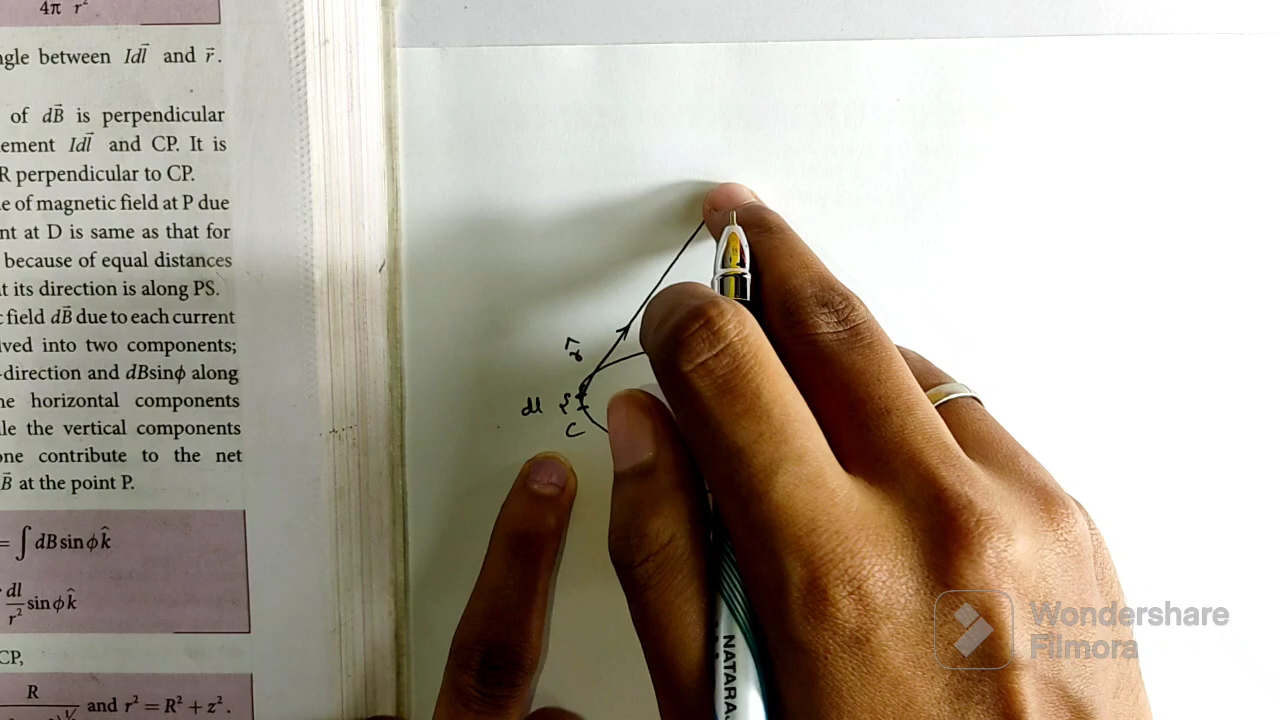 4π r²
ngle between Idl⃗ and r⃗.
of dB⃗ is perpendicular
ement Idl⃗ and CP. It is
R perpendicular to CP.
e of magnetic field at P due
nt at D is same as that for
because of equal distances
t its direction is along PS.
c field dB⃗ due to each current
lved into two components;
-direction and dBsinϕ along
he horizontal components
ile the vertical components
one contribute to the net
B⃗ at the point P.
= ∫ dB sin ϕ k̂
dl
r² sin ϕ k̂
CP,
R
and r² = R² + z².
r̂
dl
C
NATARA
Wondershare
Filmora